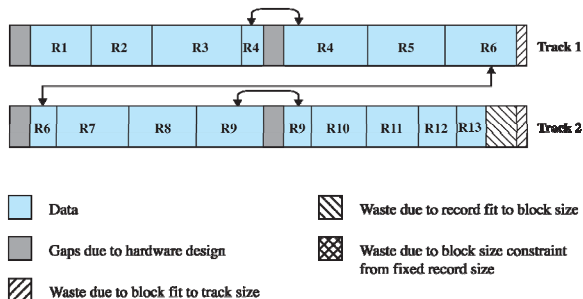 R1 R2 R3 R4 R4 R5 R6 Track 1
R6 R7 R8 R9 R9 R10 R11 R12 R13 Track 2
Data
Waste due to record fit to block size
Gaps due to hardware design
Waste due to block size constraint
from fixed record size
Waste due to block fit to track size